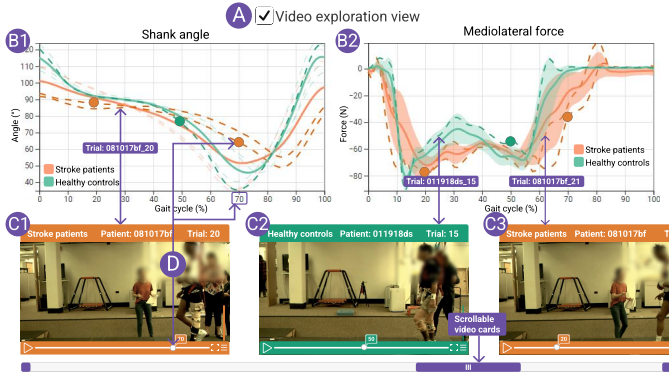 A Video exploration view
B1 Shank angle
120
110
100
90
80
70
60
50
40
Angle (°)
Trial: 081017bf_20
Stroke patients
Healthy controls
0 10 20 30 40 50 60 70 80 90 100
Gait cycle (%)
B2 Mediolateral force
0
-20
-40
-60
-80
Force (N)
Stroke patients
Healthy controls
Trial: 011918ds_15 Trial: 081017bf_21
0 10 20 30 40 50 60 70 80 90 100
Gait cycle (%)
C1 Stroke patients Patient: 081017bf Trial: 20
D
70
C2 Healthy controls Patient: 011918ds Trial: 15
50
C3 Stroke patients Patient: 081017bf T
20
Scrollable
video cards